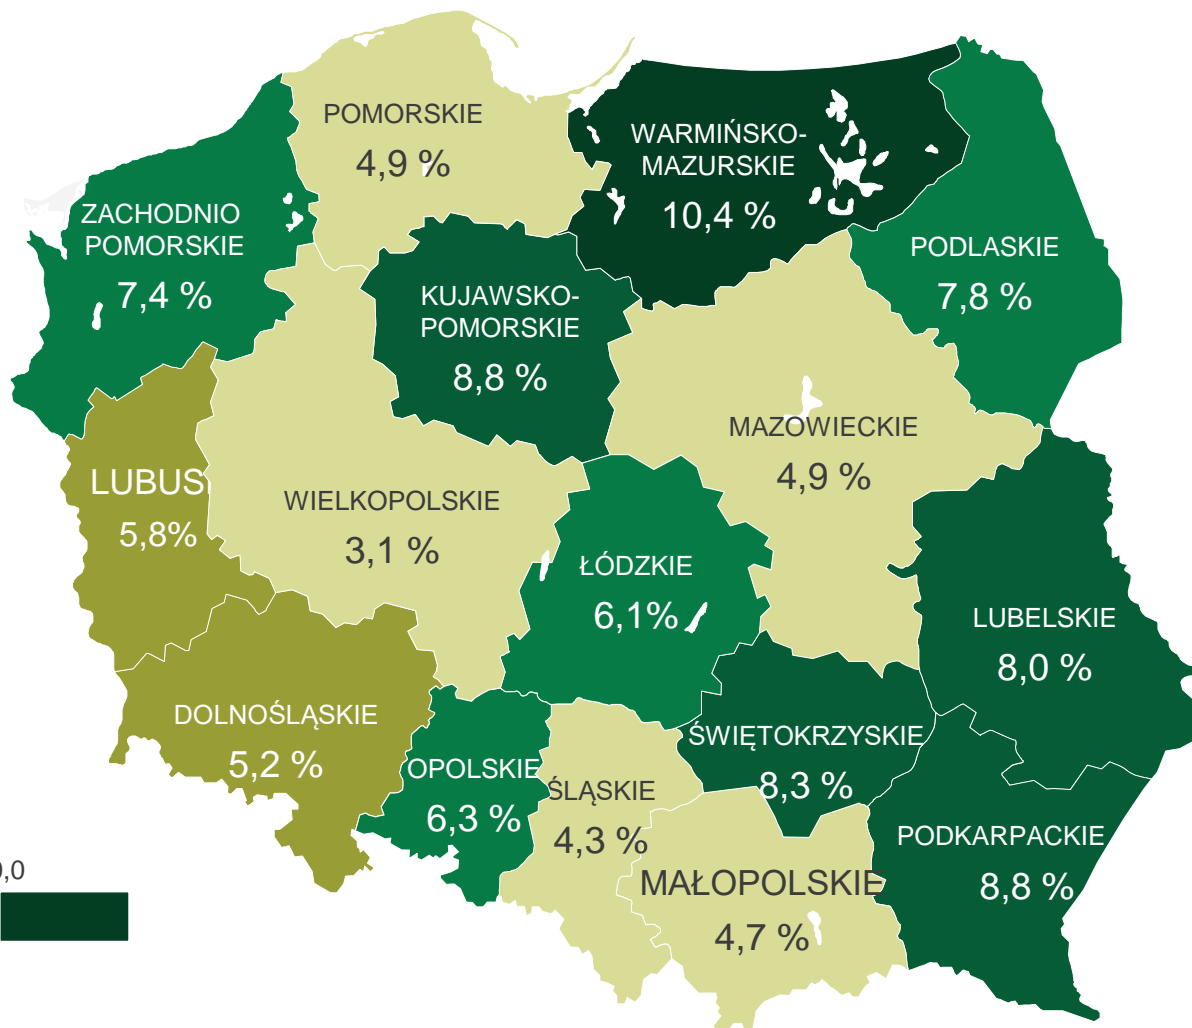 POMORSKIE
4,9 %
WARMIŃSKO-
MAZURSKIE
10,4 %
ZACHODNIO
POMORSKIE
7,4 %
PODLASKIE
7,8 %
KUJAWSKO-
POMORSKIE
8,8 %
MAZOWIECKIE
4,9 %
LUBUS
5,8%
WIELKOPOLSKIE
3,1 %
ŁÓDZKIE
6,1%
LUBELSKIE
8,0 %
DOLNOŚLĄSKIE
5,2 %
ŚWIĘTOKRZYSKIE
8,3 %
OPOLSKIE
6,3 %
ŚLĄSKIE
4,3 %
PODKARPACKIE
8,8 %
MAŁOPOLSKIE
4,7 %